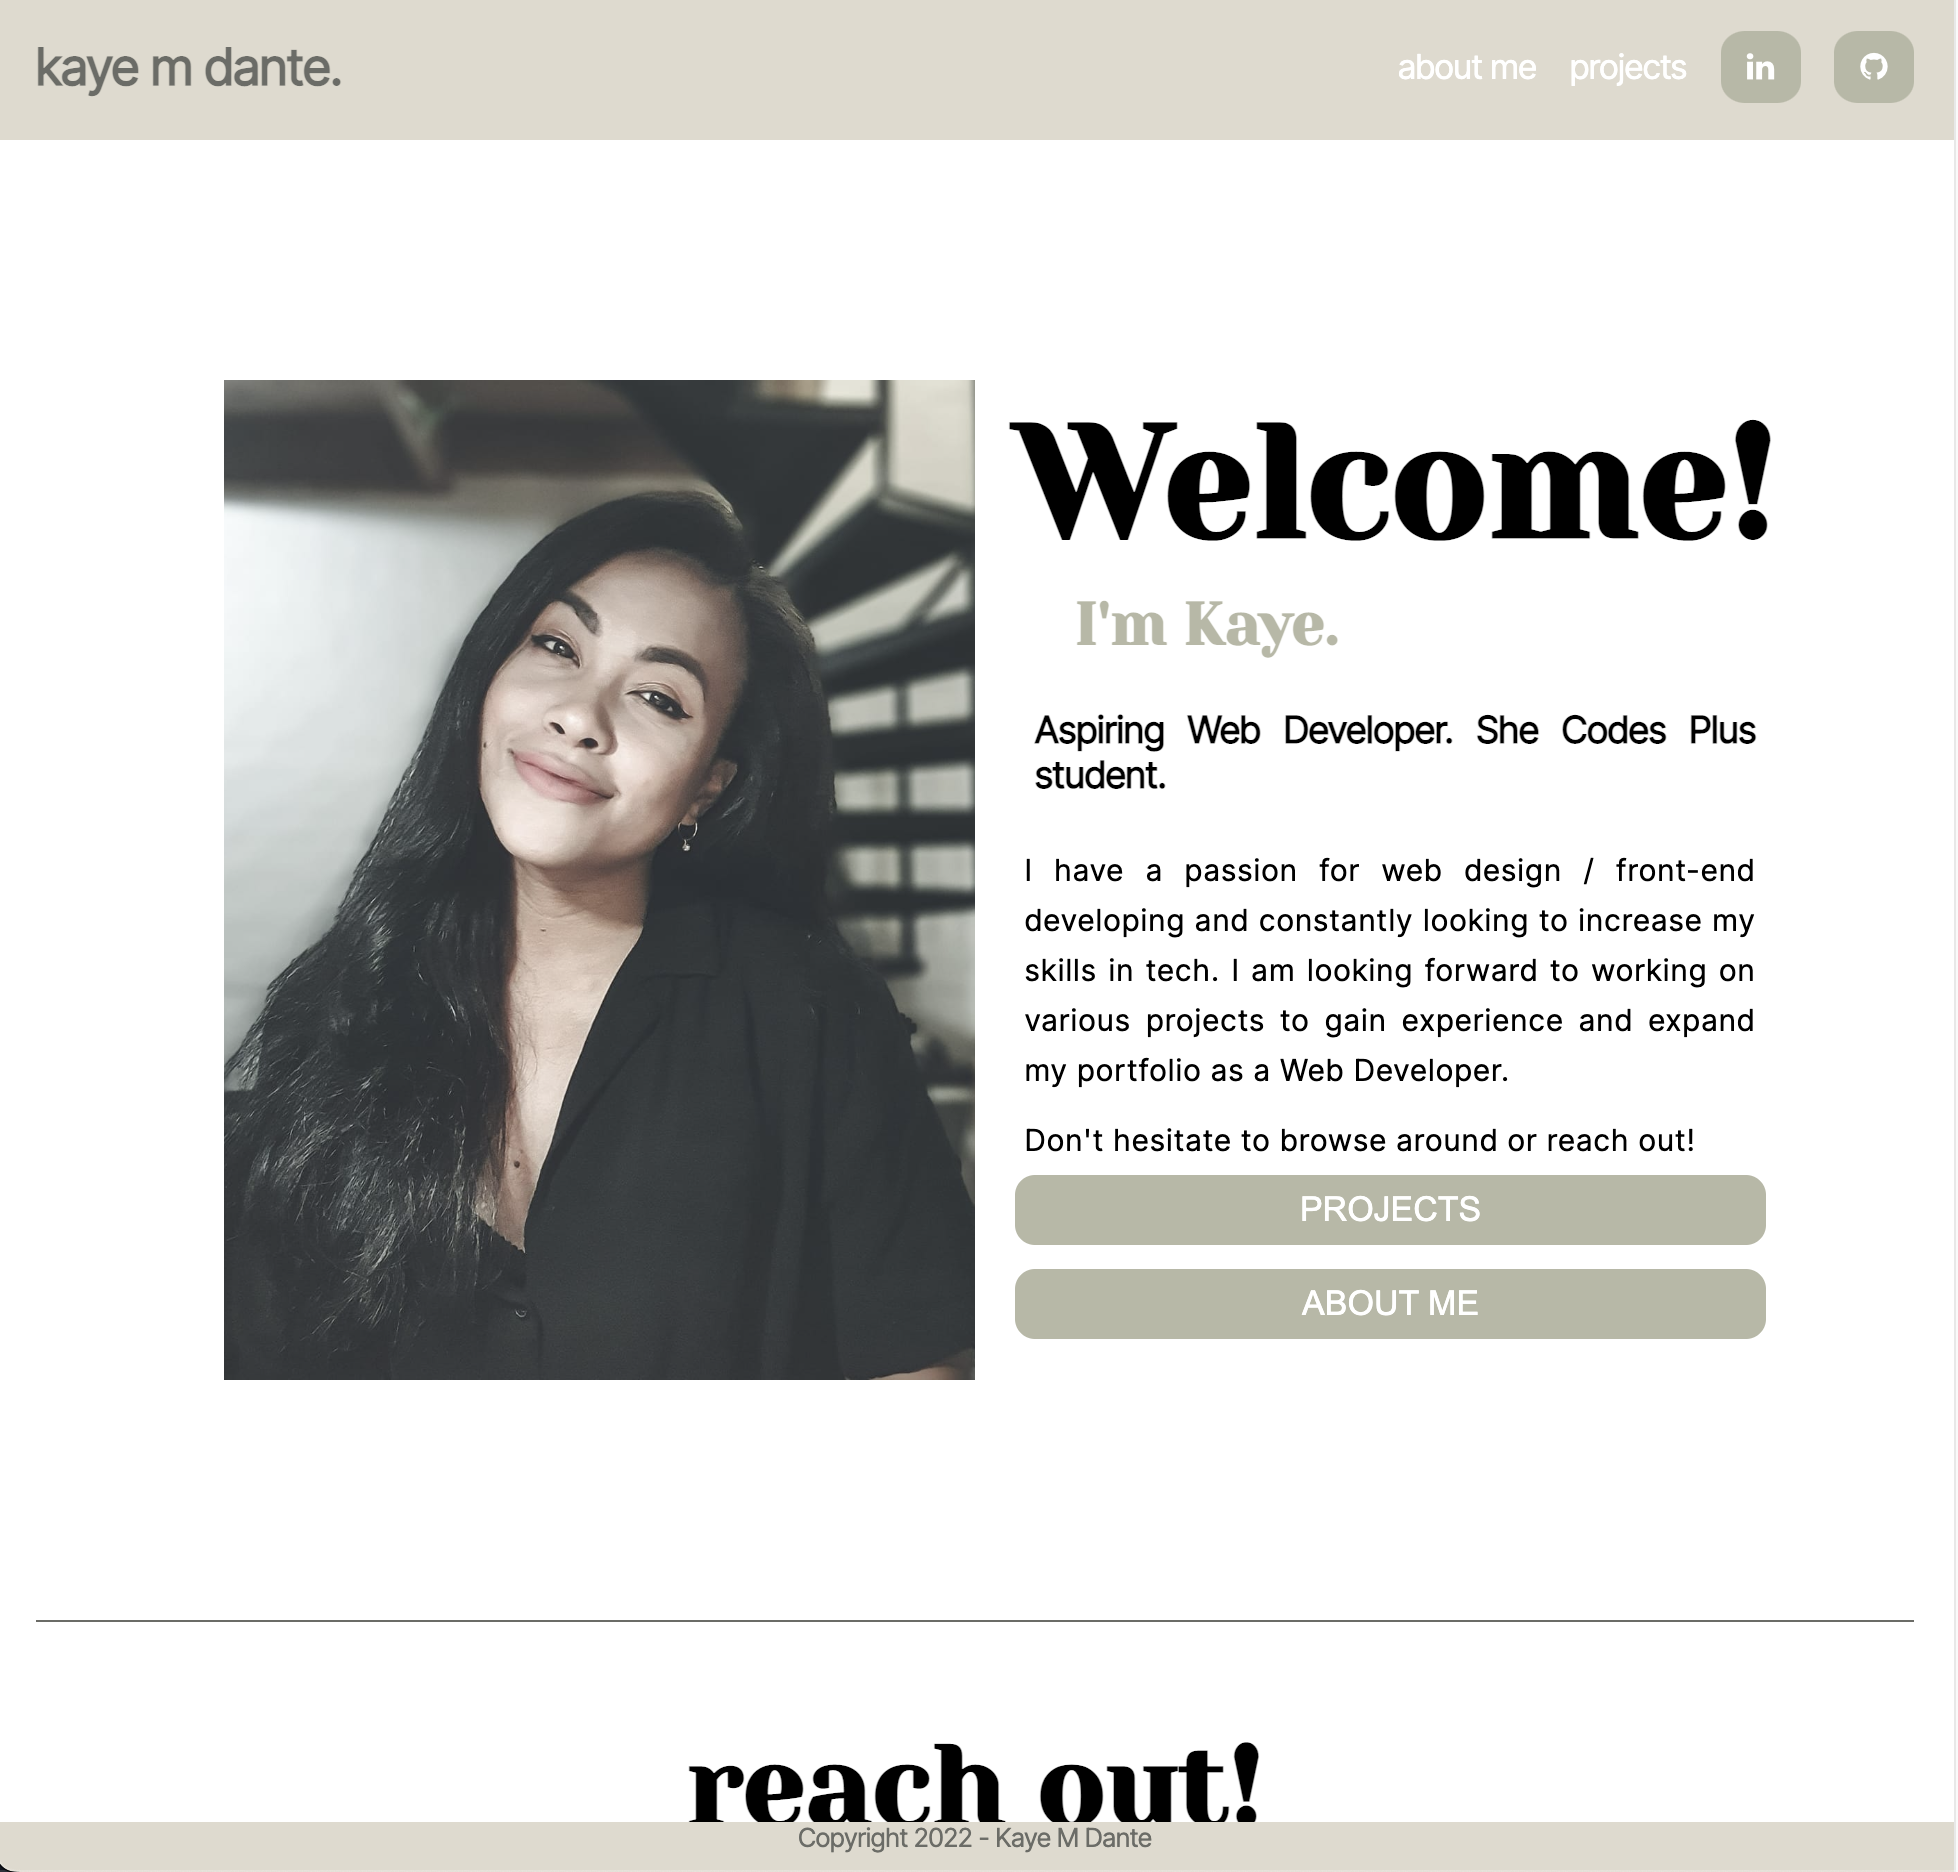 kaye m dante.
about me projects in
Welcome!
I'm Kaye.
Aspiring Web Developer. She Codes Plus
student.
I have a passion for web design / front-end
developing and constantly looking to increase my
skills in tech. I am looking forward to working on
various projects to gain experience and expand
my portfolio as a Web Developer.
Don't hesitate to browse around or reach out!
PROJECTS
ABOUT ME
reach out!
Copyright 2022 - Kaye M Dante